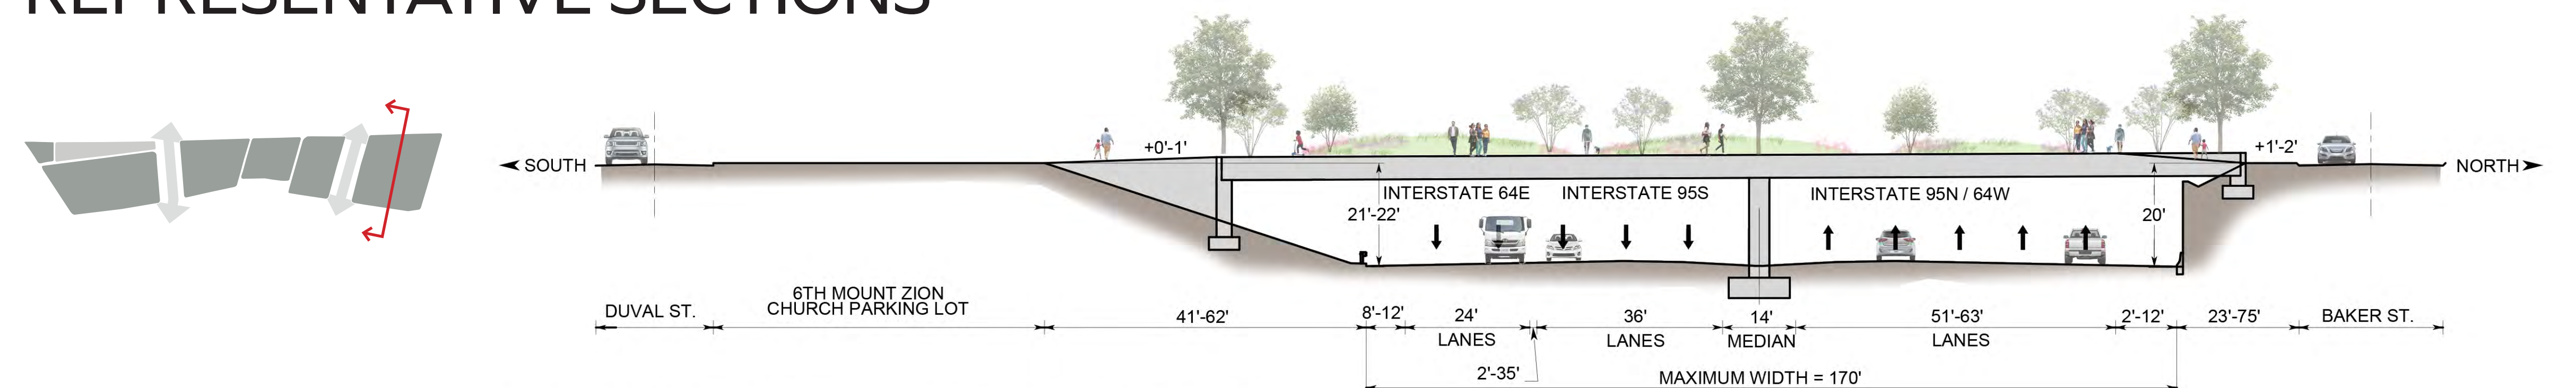 REPRESENTATIVE SECTIONS
+0'-1'
+1'-2'
SOUTH
NORTH
INTERSTATE 64E
INTERSTATE 95S
INTERSTATE 95N / 64W
21'-22'
20'
6TH MOUNT ZION
CHURCH PARKING LOT
DUVAL ST.
41'-62'
8'-12'
24'
LANES
36'
LANES
14'
MEDIAN
51'-63'
LANES
2'-12'
23'-75'
BAKER ST.
2'-35'
MAXIMUM WIDTH = 170'